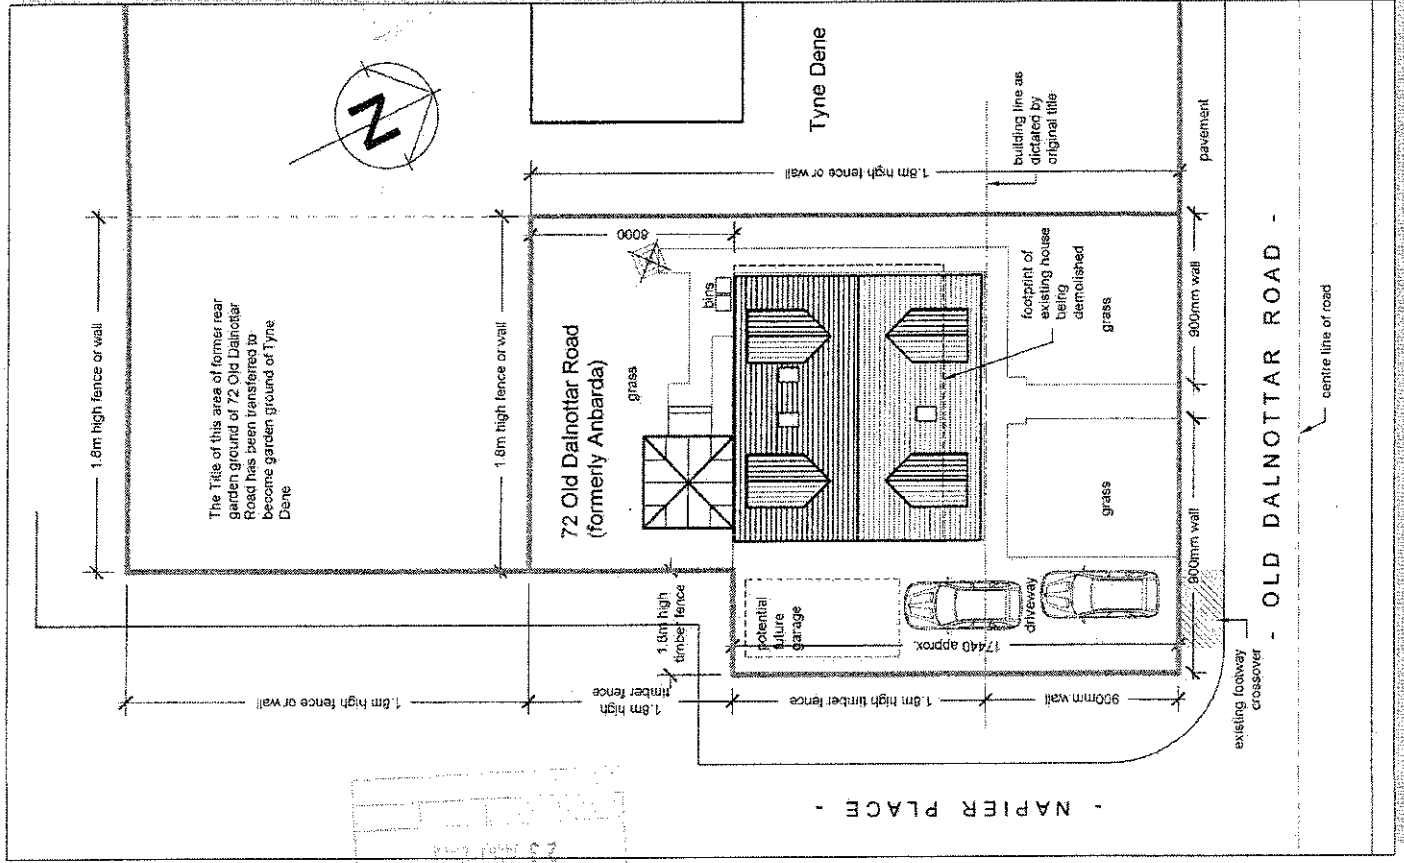 1.8m high fence or wall
The Title of this area of former rear
garden ground of 72 Old Dalnottar
Road has been transferred to
become garden ground of Tyne
Dene
N
Tyne Dene
1.8m high fence or wall
1.8m high fence or wall
building line as
dictated by
original title
pavement
72 Old Dalnottar Road
(formerly Anbarda)
grass
bins
footprint of
existing house
being
demolished
grass
900mm wall
grass
900mm wall
1.8m high
timber fence
potential
future
garage
driveway
17440 approx.
1.8m high fence or wall
1.8m high
timber fence
1.8m high timber fence
900mm wall
existing footway
crossover
centre line of road
- OLD DALNOTTAR ROAD -
- NAPIER PLACE -